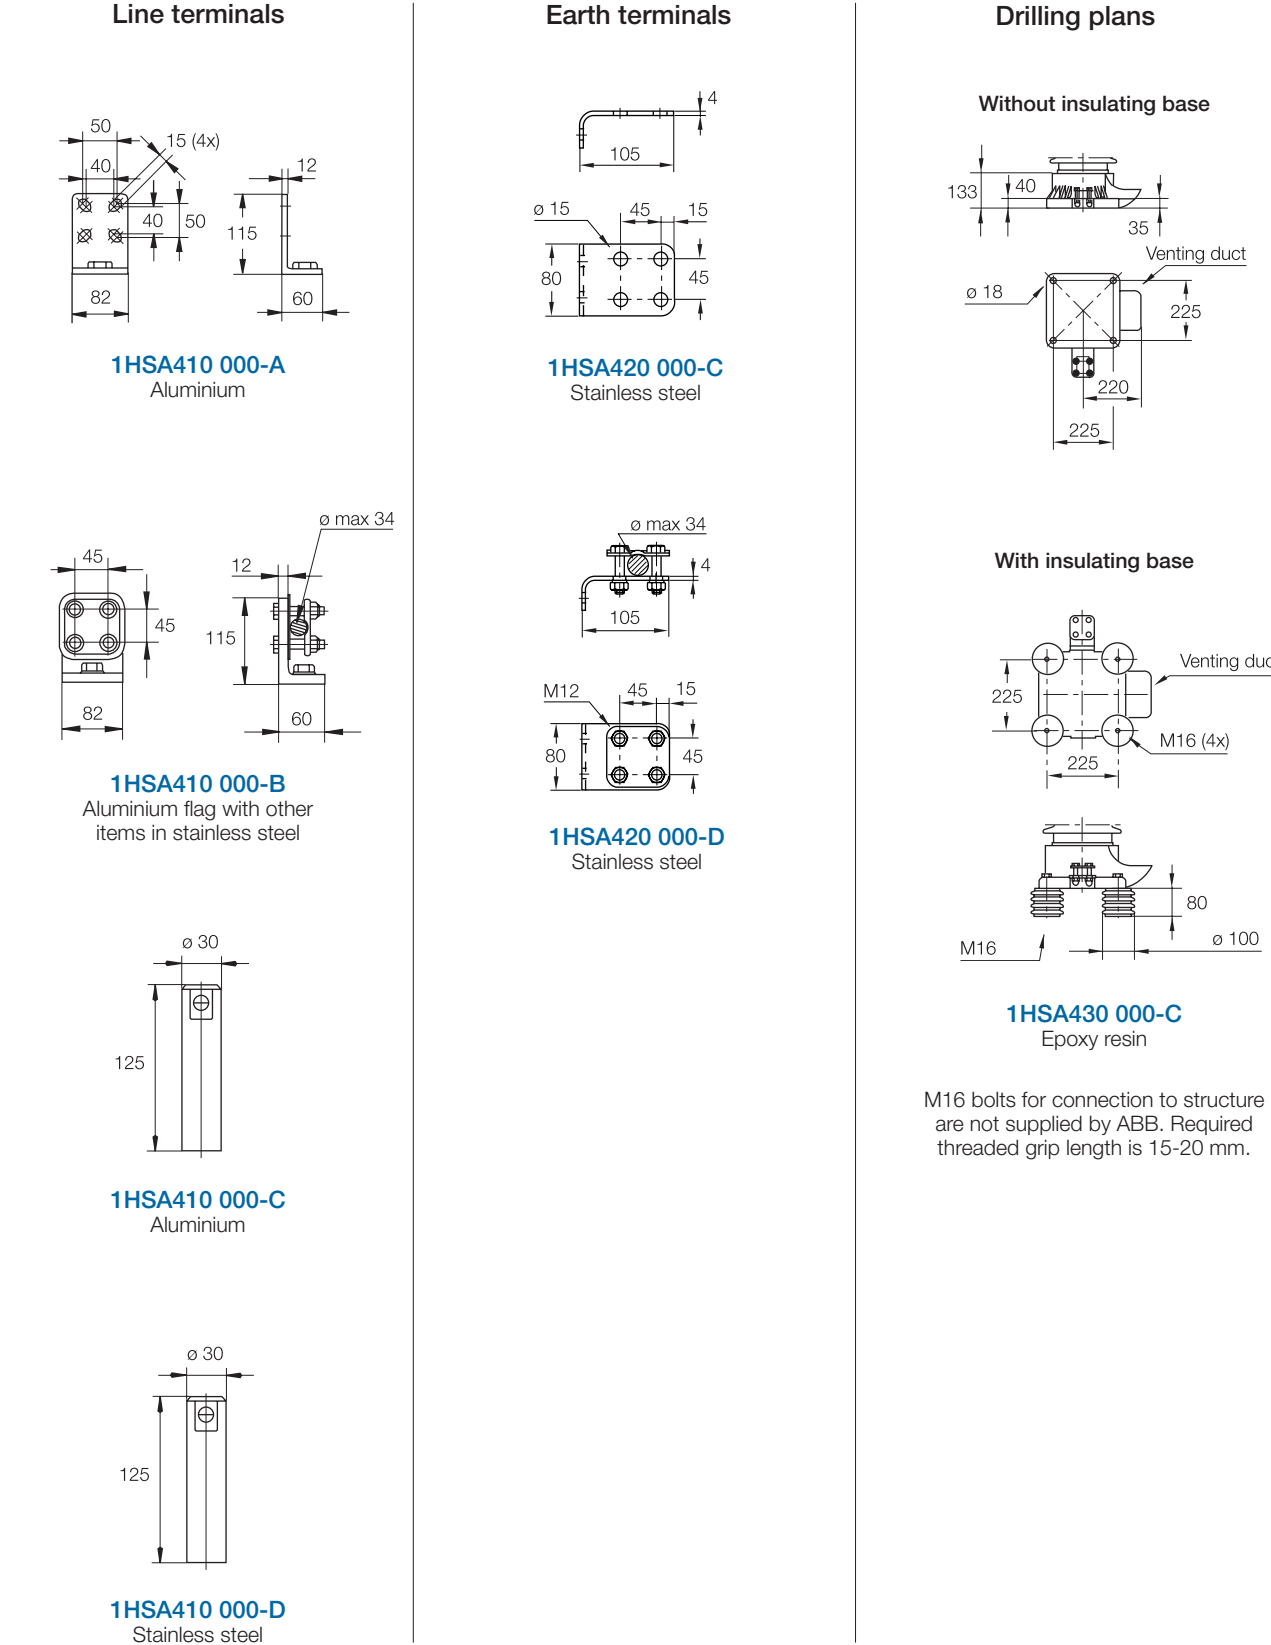 Line terminals
50
15 (4x)
40
12
40
50
115
82
60
1HSA410 000-A
Aluminium
ø max 34
45
12
45
115
82
60
1HSA410 000-B
Aluminium flag with other
items in stainless steel
ø 30
125
1HSA410 000-C
Aluminium
ø 30
125
1HSA410 000-D
Stainless steel
Earth terminals
4
105
ø 15
45
15
80
45
1HSA420 000-C
Stainless steel
ø max 34
4
105
M12
45
15
80
45
1HSA420 000-D
Stainless steel
Drilling plans
Without insulating base
133
40
35
Venting duct
ø 18
225
220
225
With insulating base
Venting duc
225
M16 (4x)
225
80
M16
ø 100
1HSA430 000-C
Epoxy resin
M16 bolts for connection to structure
are not supplied by ABB. Required
threaded grip length is 15-20 mm.